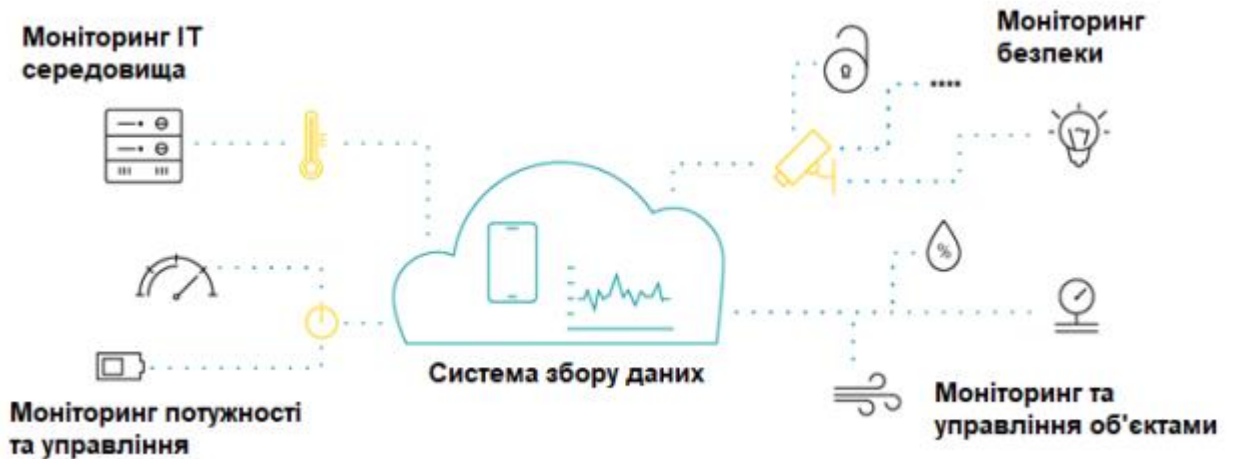 Моніторинг ІТ
середовища
Моніторинг
безпеки
%
Система збору даних
Моніторинг потужності
та управління
Моніторинг та
управління об'єктами